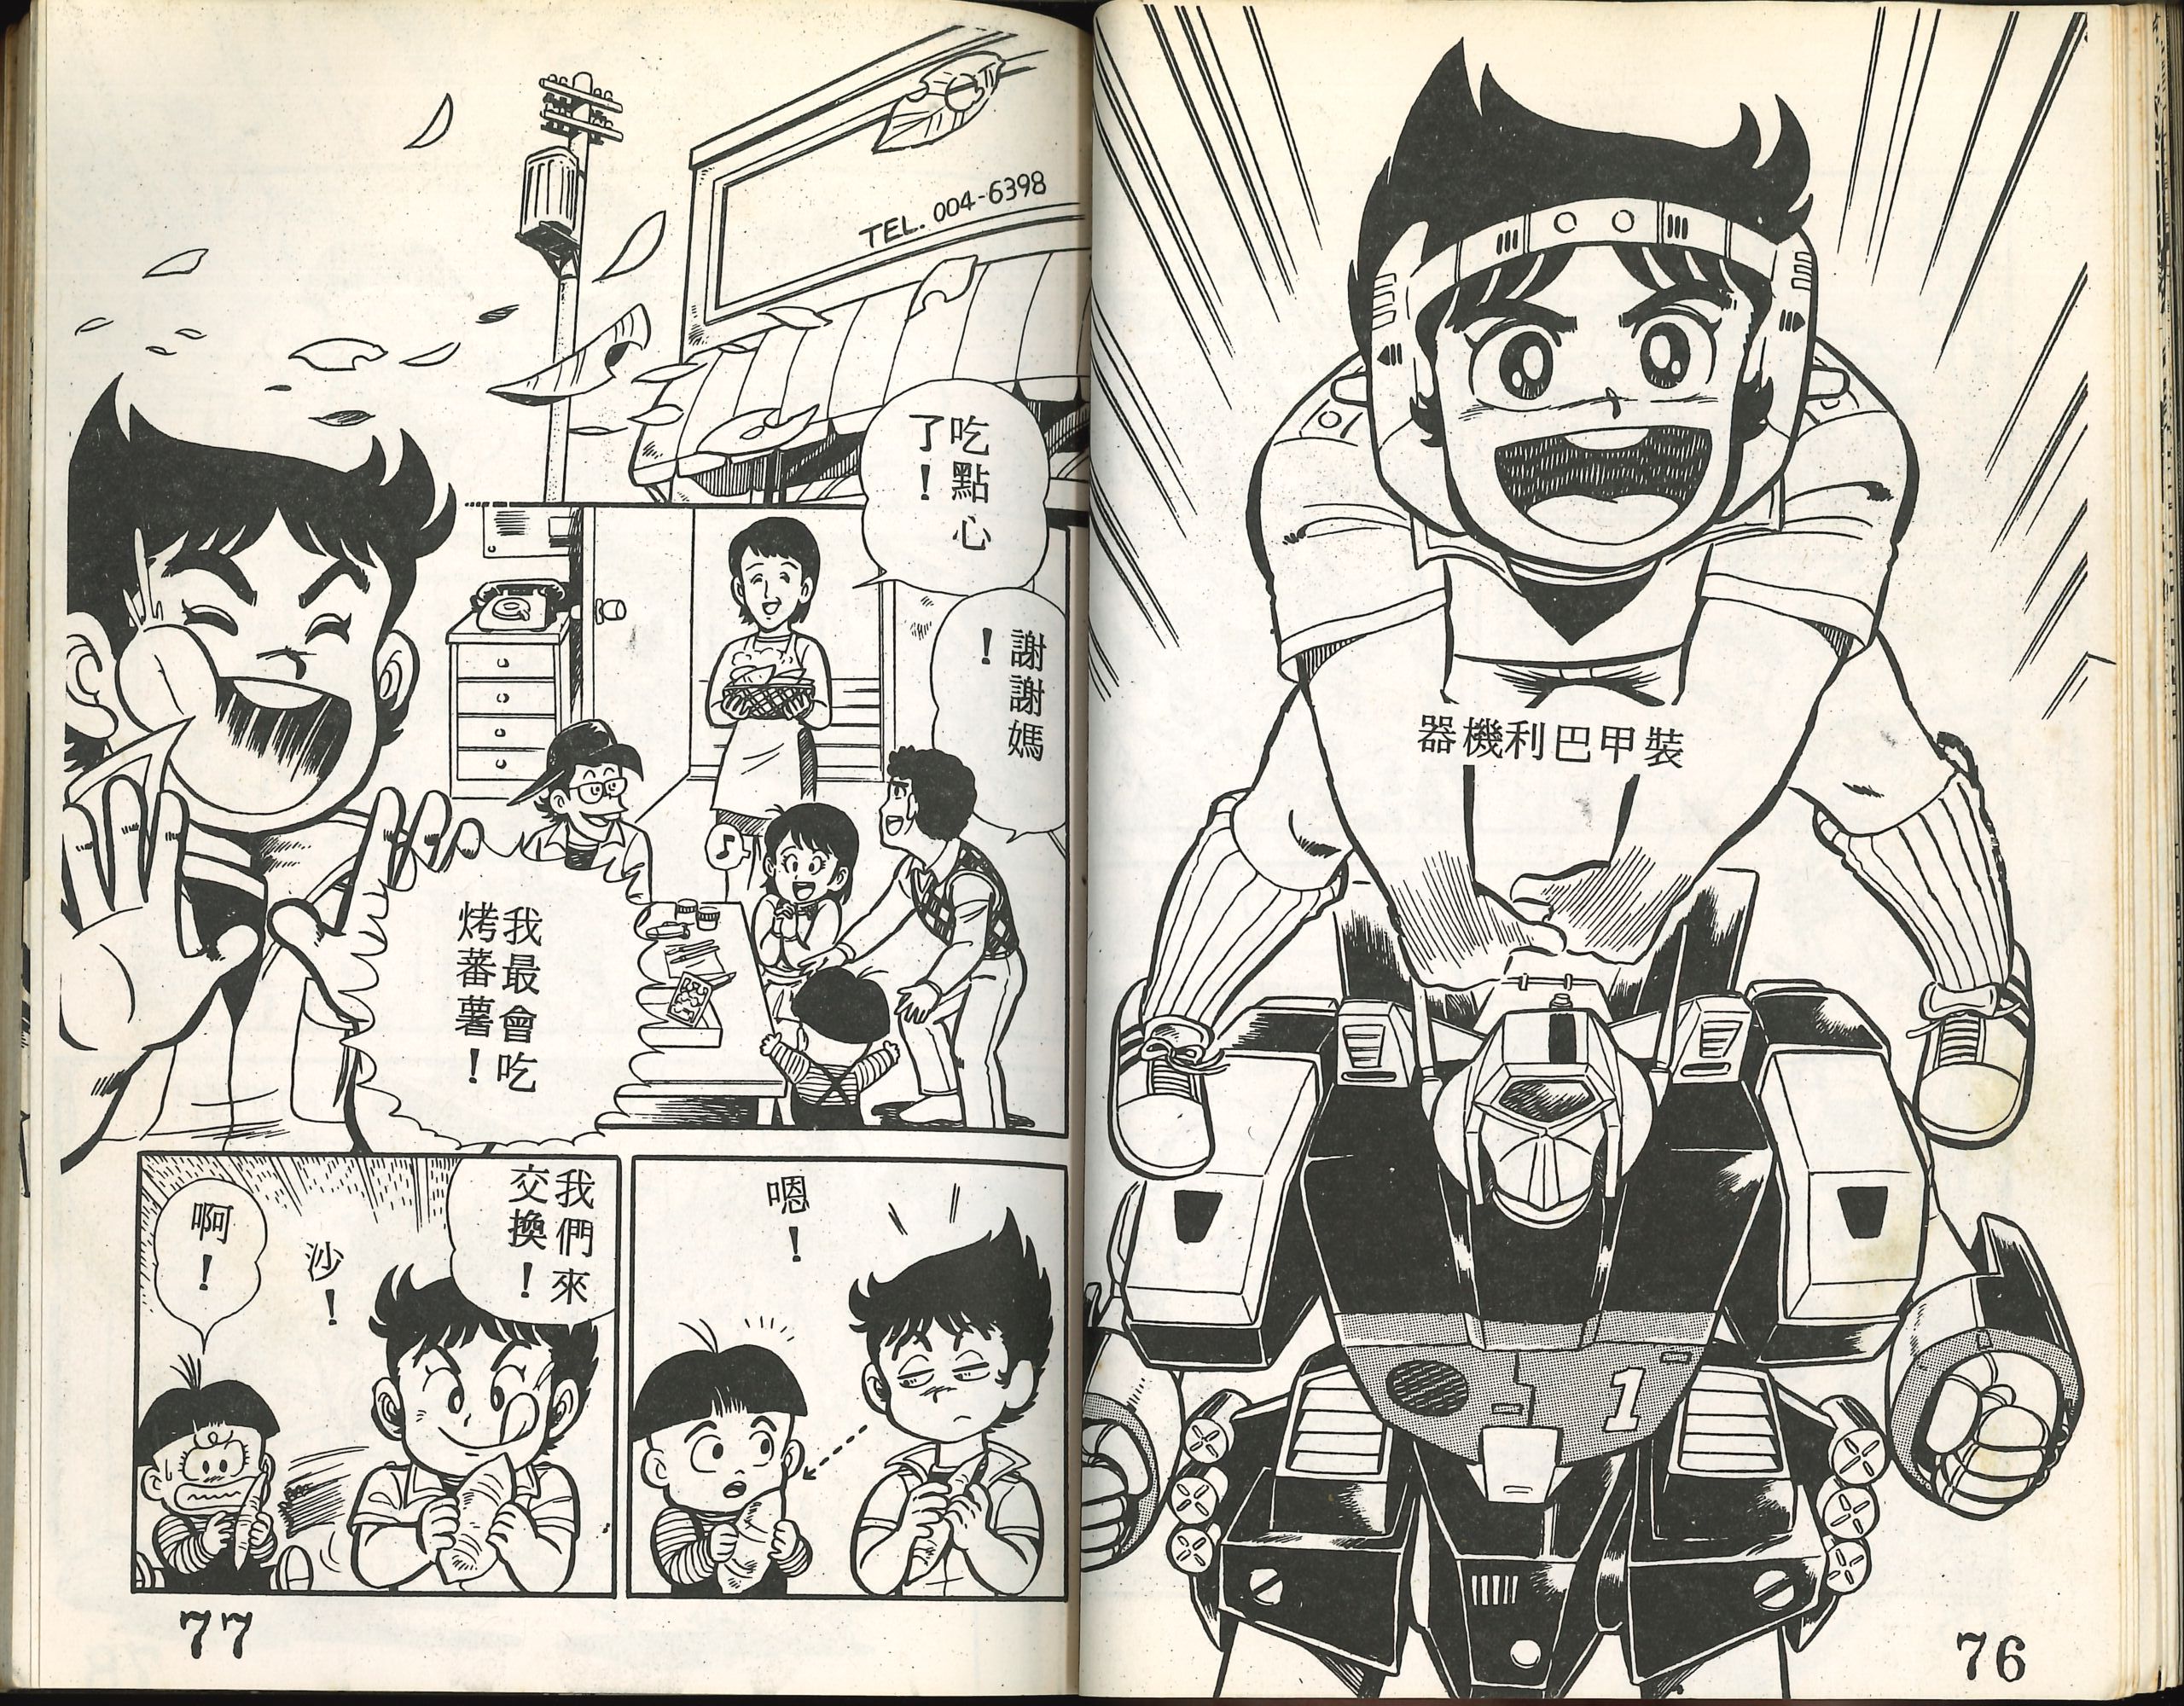 裝甲巴利機器
76
TEL. 004-6398
吃點心
了！
謝謝媽
！
我最會吃
烤蕃薯！
嗯！
我們來
交換！
沙！
啊！
77